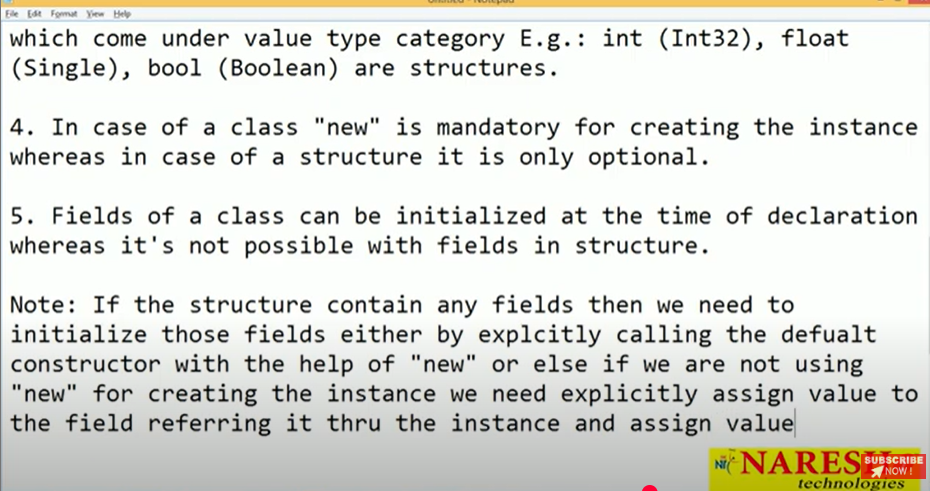 Untitled - Notepad
File Edit Format View Help
which come under value type category E.g.: int (Int32), float
(Single), bool (Boolean) are structures.
4. In case of a class "new" is mandatory for creating the instance
whereas in case of a structure it is only optional.
5. Fields of a class can be initialized at the time of declaration
whereas it's not possible with fields in structure.
Note: If the structure contain any fields then we need to
initialize those fields either by explcitly calling the defualt
constructor with the help of "new" or else if we are not using
"new" for creating the instance we need explicitly assign value to
the field referring it thru the instance and assign value
NARESH
technologies
SUBSCRIBE
NOW!